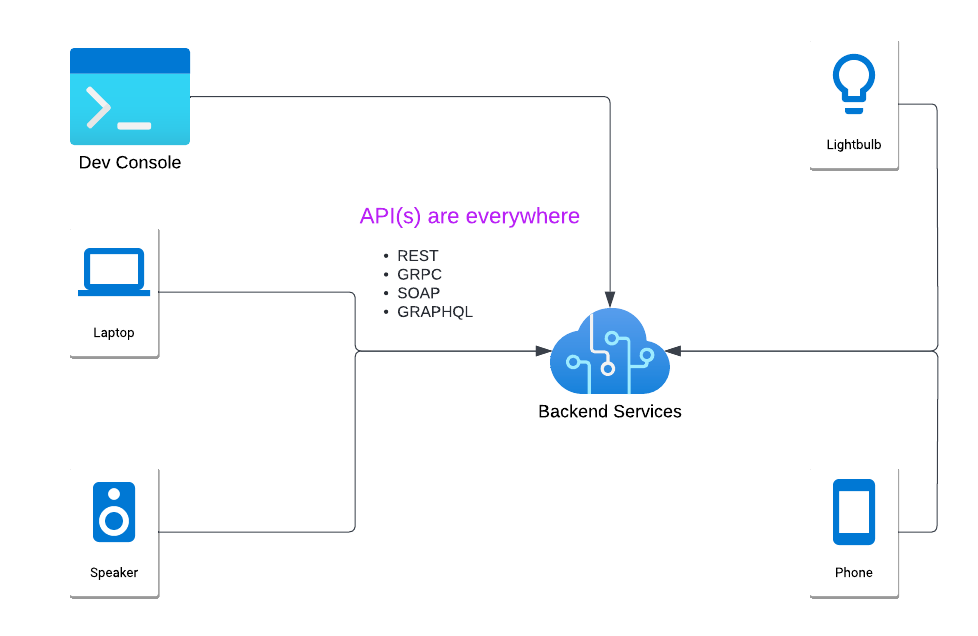 Dev Console
Lightbulb
API(s) are everywhere
• REST
• GRPC
• SOAP
• GRAPHQL
Laptop
Backend Services
Speaker
Phone